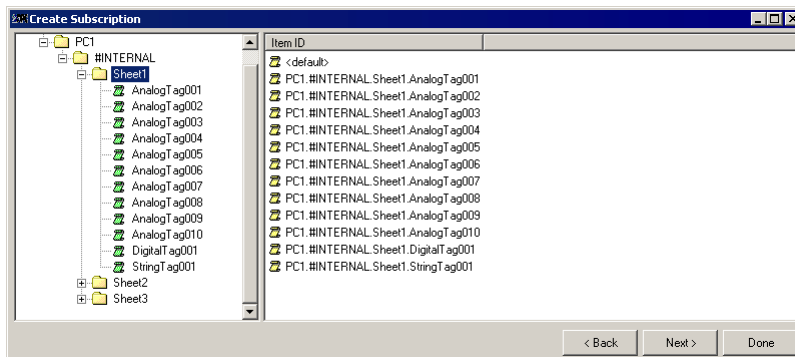 Create Subscription
PC1
#INTERNAL
Sheet1
AnalogTag001
AnalogTag002
AnalogTag003
AnalogTag004
AnalogTag005
AnalogTag006
AnalogTag007
AnalogTag008
AnalogTag009
AnalogTag010
DigitalTag001
StringTag001
Sheet2
Sheet3
Item ID
<default>
PC1.#INTERNAL.Sheet1.AnalogTag001
PC1.#INTERNAL.Sheet1.AnalogTag002
PC1.#INTERNAL.Sheet1.AnalogTag003
PC1.#INTERNAL.Sheet1.AnalogTag004
PC1.#INTERNAL.Sheet1.AnalogTag005
PC1.#INTERNAL.Sheet1.AnalogTag006
PC1.#INTERNAL.Sheet1.AnalogTag007
PC1.#INTERNAL.Sheet1.AnalogTag008
PC1.#INTERNAL.Sheet1.AnalogTag009
PC1.#INTERNAL.Sheet1.AnalogTag010
PC1.#INTERNAL.Sheet1.DigitalTag001
PC1.#INTERNAL.Sheet1.StringTag001
< Back Next > Done